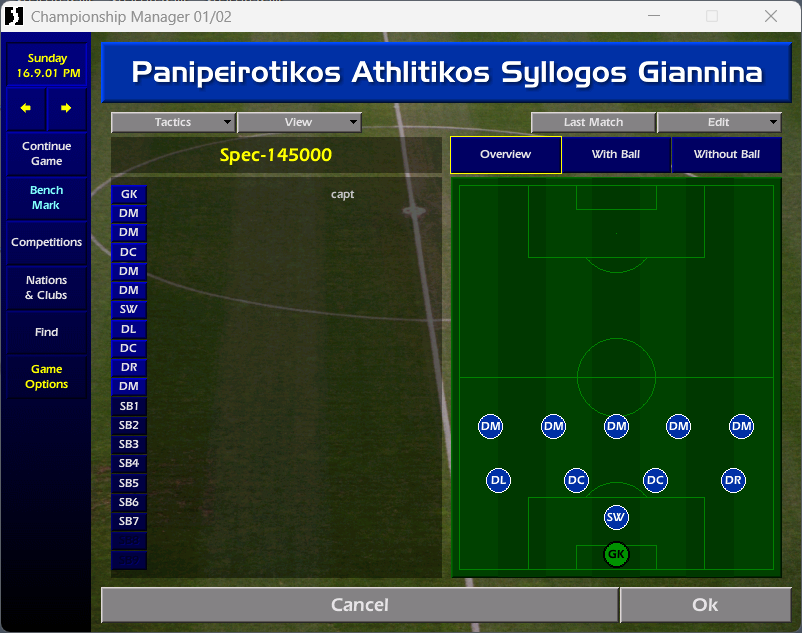 Championship Manager 01/02
Sunday
16.9.01 PM
Panipeirotikos Athlitikos Syllogos Giannina
Continue
Game
Bench
Mark
Competitions
Nations
& Clubs
Find
Game
Options
Tactics
View
Last Match
Edit
Spec-145000
Overview
With Ball
Without Ball
GK capt
DM
DM
DC
DM
DM
SW
DL
DC
DR
DM
SB1
SB2
SB3
SB4
SB5
SB6
SB7
DM DM DM DM DM
DL DC DC DR
SW
GK
Cancel
Ok